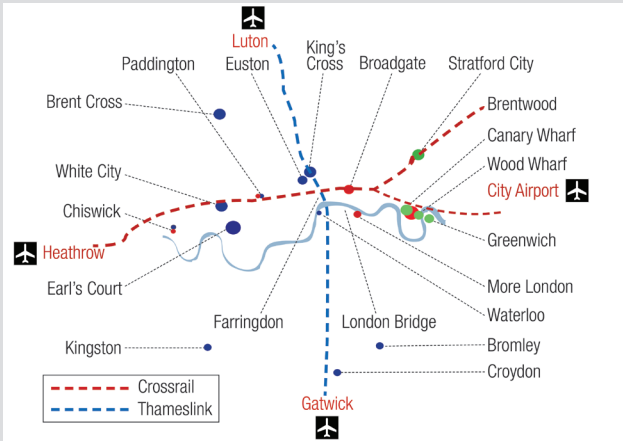 Luton
King's
Cross
Paddington
Euston
Broadgate
Stratford City
Brent Cross
Brentwood
Canary Wharf
White City
Wood Wharf
City Airport
Chiswick
Greenwich
Heathrow
Earl's Court
More London
Farringdon
London Bridge
Waterloo
Kingston
Bromley
Croydon
Crossrail
Thameslink
Gatwick